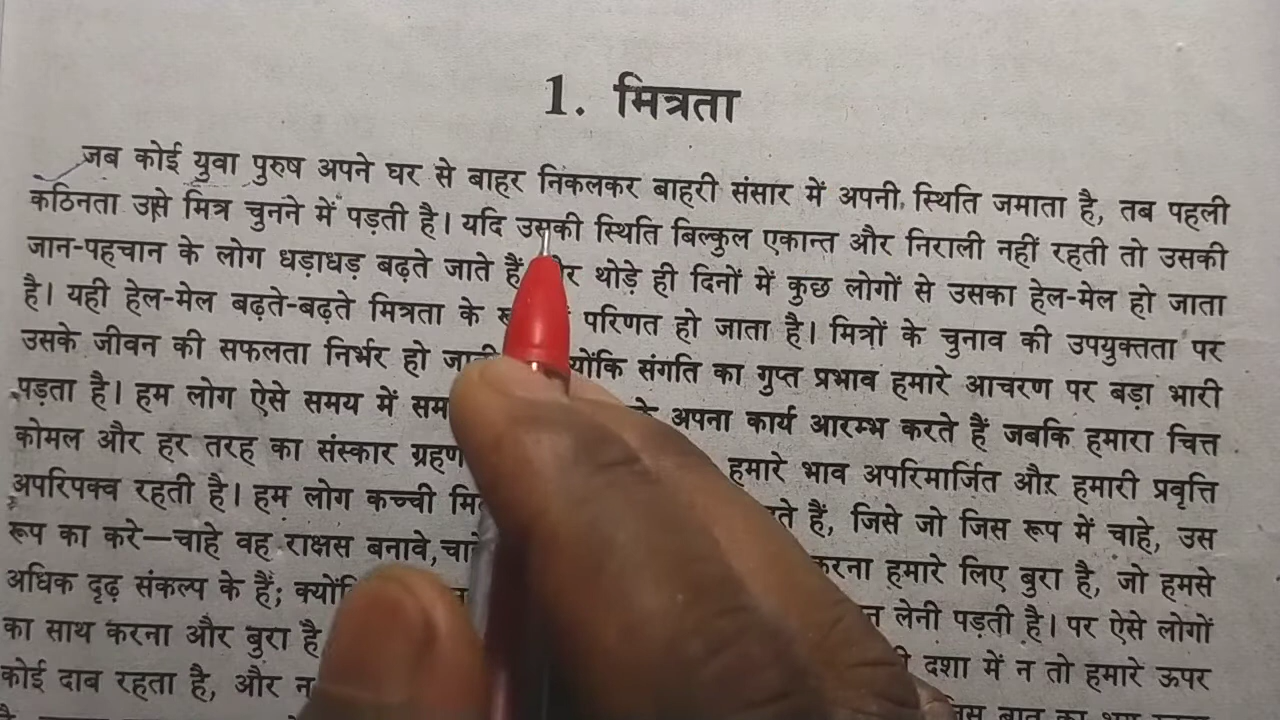 1. मित्रता
जब कोई युवा पुरुष अपने घर से बाहर निकलकर बाहरी संसार में अपनी स्थिति जमाता है, तब पहली
कठिनता उसे मित्र चुनने में पड़ती है। यदि उसकी स्थिति बिल्कुल एकान्त और निराली नहीं रहती तो उसकी
जान-पहचान के लोग धड़ाधड़ बढ़ते जाते हैं थोड़े ही दिनों में कुछ लोगों से उसका हेल-मेल हो जाता
है। यही हेल-मेल बढ़ते-बढ़ते मित्रता के परिणत हो जाता है। मित्रों के चुनाव की उपयुक्तता पर
उसके जीवन की सफलता निर्भर हो संगति का गुप्त प्रभाव हमारे आचरण पर बड़ा भारी
पड़ता है। हम लोग ऐसे समय में अपना कार्य आरम्भ करते हैं जबकि हमारा चित्त
कोमल और हर तरह का संस्कार ग्रहण हमारे भाव अपरिमार्जित और हमारी प्रवृत्ति
अपरिपक्व रहती है। हम लोग कच्ची हैं, जिसे जो जिस रूप में चाहे, उस
रूप का करे—चाहे वह राक्षस बनावे, करना हमारे लिए बुरा है, जो हमसे
अधिक दृढ़ संकल्प के हैं; लेनी पड़ती है। पर ऐसे लोगों
का साथ करना और बुरा है दशा में न तो हमारे ऊपर
कोई दाब रहता है, और न